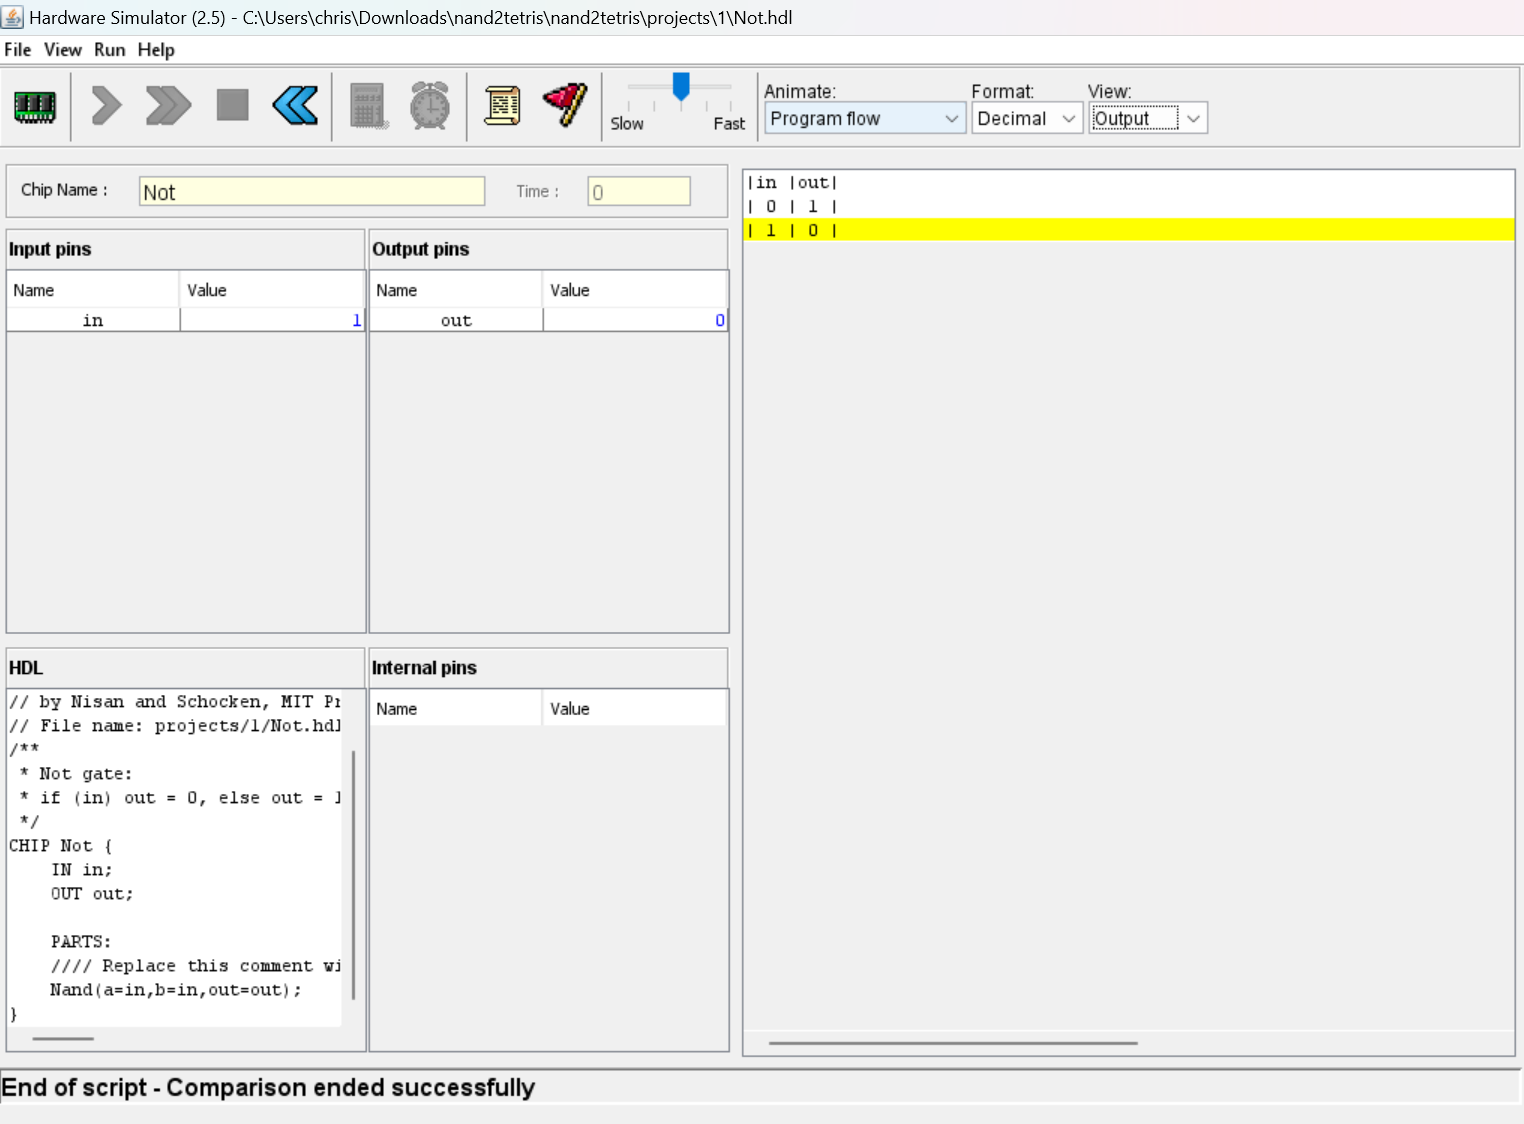 Hardware Simulator (2.5) - C:\Users\chris\Downloads\nand2tetris\nand2tetris\projects\1\Not.hdl
File View Run Help
Slow Fast
Animate: Format: View:
Program flow Decimal Output
Chip Name : Not Time : 0
Input pins
Name Value
in 1
Output pins
Name Value
out 0
|in |out|
| 0 | 1 |
| 1 | 0 |
HDL
// by Nisan and Schocken, MIT Pr
// File name: projects/1/Not.hdl
/**
* Not gate:
* if (in) out = 0, else out = 1
*/
CHIP Not {
IN in;
OUT out;
PARTS:
//// Replace this comment wi
Nand(a=in,b=in,out=out);
}
Internal pins
Name Value
End of script - Comparison ended successfully